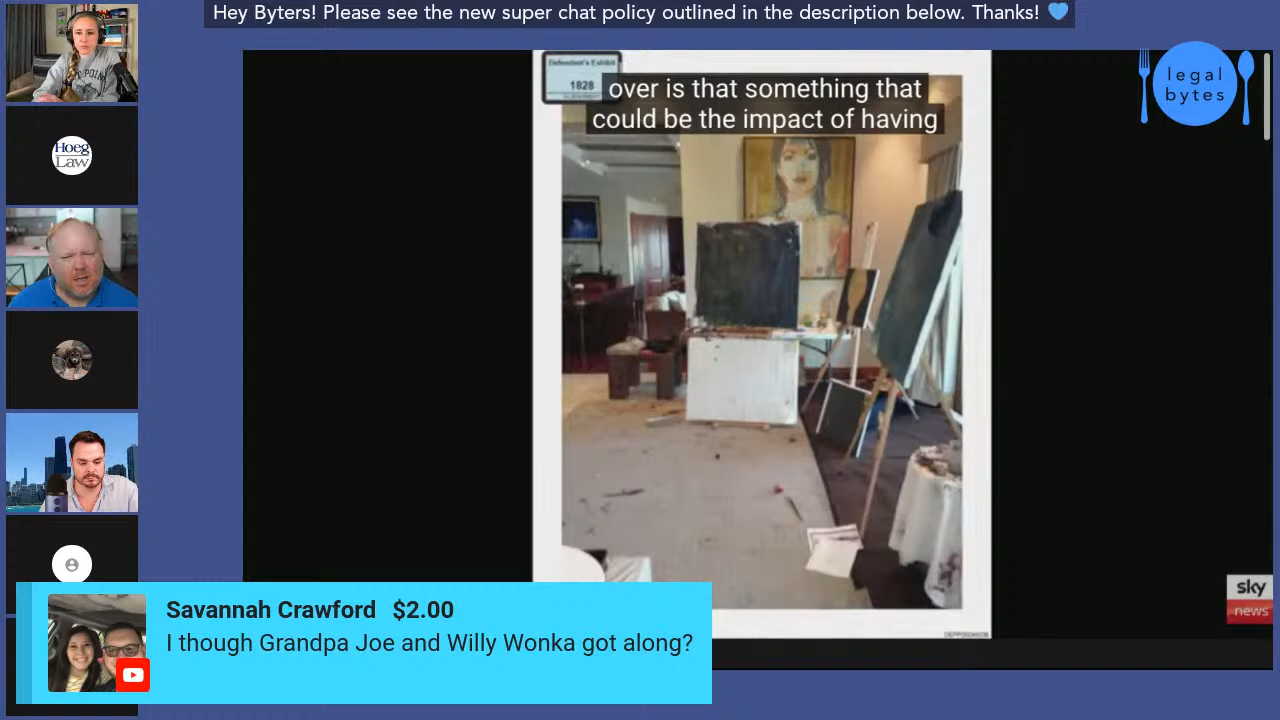 Hey Byters! Please see the new super chat policy outlined in the description below. Thanks!
Hoeg
Law
Defendant's Exhibit
1828
over is that something that
could be the impact of having
legal
bytes
sky
news
Savannah Crawford $2.00
I though Grandpa Joe and Willy Wonka got along?